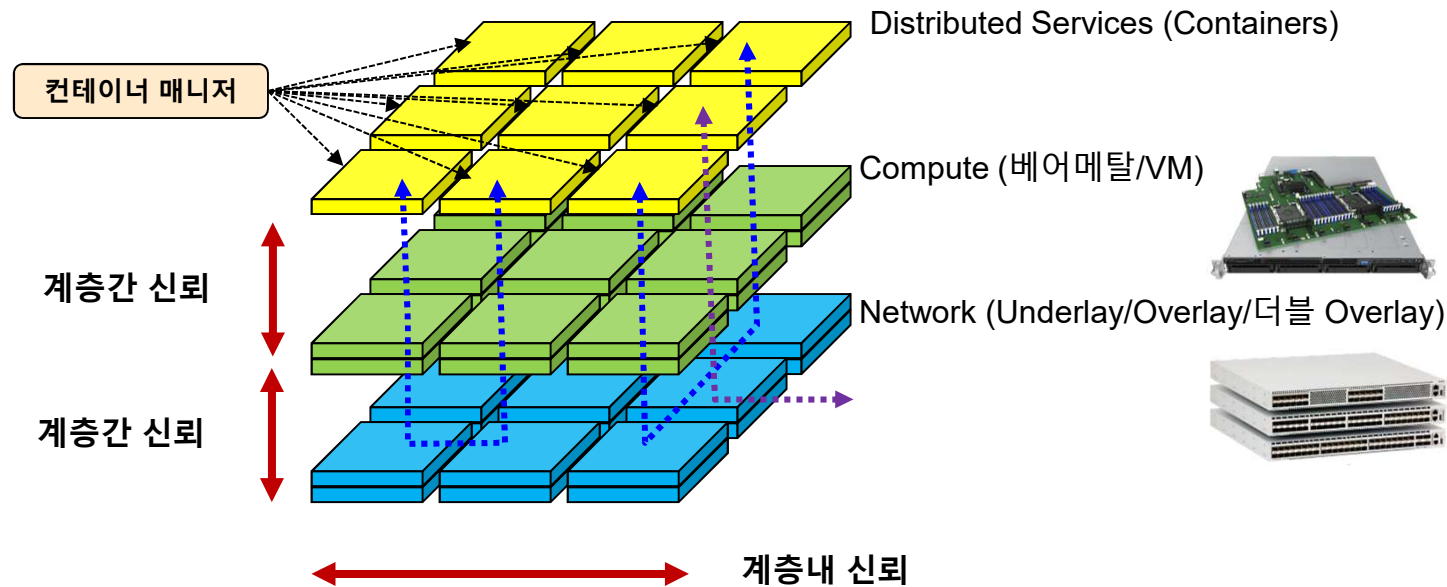 Distributed Services (Containers)
컨테이너 매니저
Compute (베어메탈/VM)
계층간 신뢰
Network (Underlay/Overlay/더블 Overlay)
계층간 신뢰
계층내 신뢰